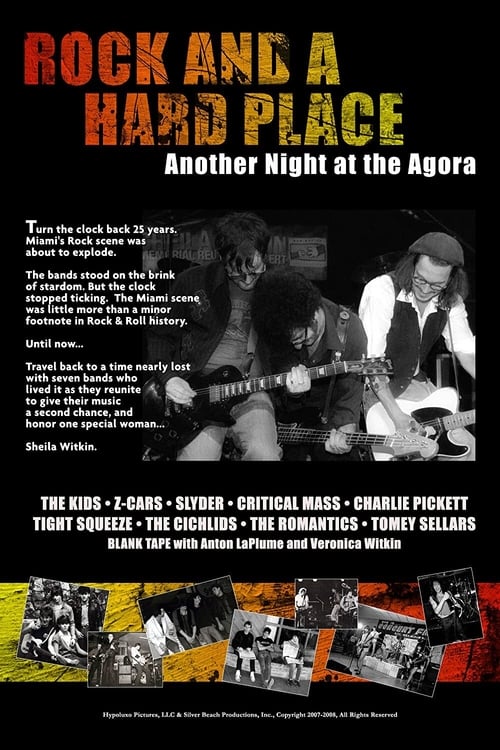 ROCK AND A
HARD PLACE
Another Night at the Agora
Turn the clock back 25 years.
Miami's Rock scene was
about to explode.
The bands stood on the brink
of stardom. But the clock
stopped ticking. The Miami scene
was little more than a minor
footnote in Rock & Roll history.
Until now...
Travel back to a time nearly lost
with seven bands who
lived it as they reunite
to give their music
a second chance, and
honor one special woman...
Sheila Witkin.
THE KIDS • Z-CARS • SLYDER • CRITICAL MASS • CHARLIE PICKETT
TIGHT SQUEEZE • THE CICHLIDS • THE ROMANTICS • TOMEY SELLARS
BLANK TAPE with Anton LaPlume and Veronica Witkin
Hypoluxo Pictures, LLC & Silver Beach Productions, Inc., Copyright 2007-2008, All Rights Reserved